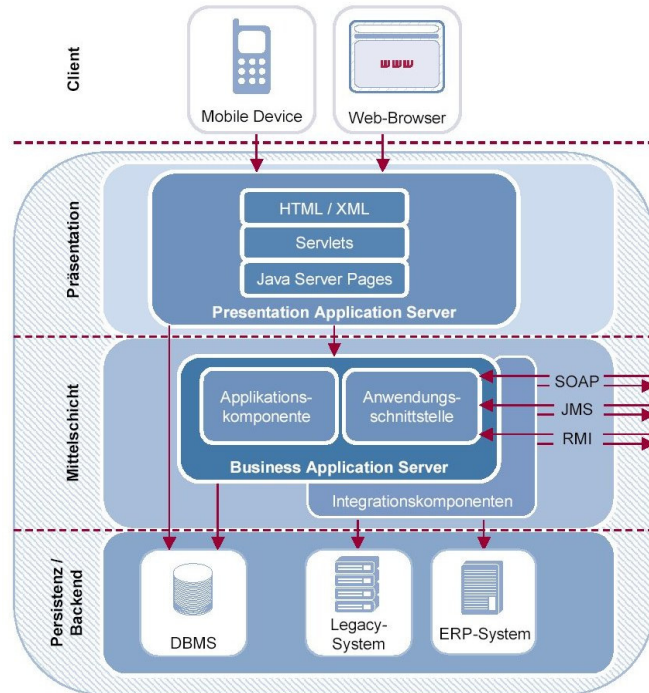 Client
Mobile Device
Web-Browser
www
Präsentation
HTML / XML
Servlets
Java Server Pages
Presentation Application Server
Mittelschicht
Applikations-
komponente
Anwendungs-
schnittstelle
SOAP
JMS
RMI
Business Application Server
Integrationskomponenten
Persistenz /
Backend
DBMS
Legacy-
System
ERP-System